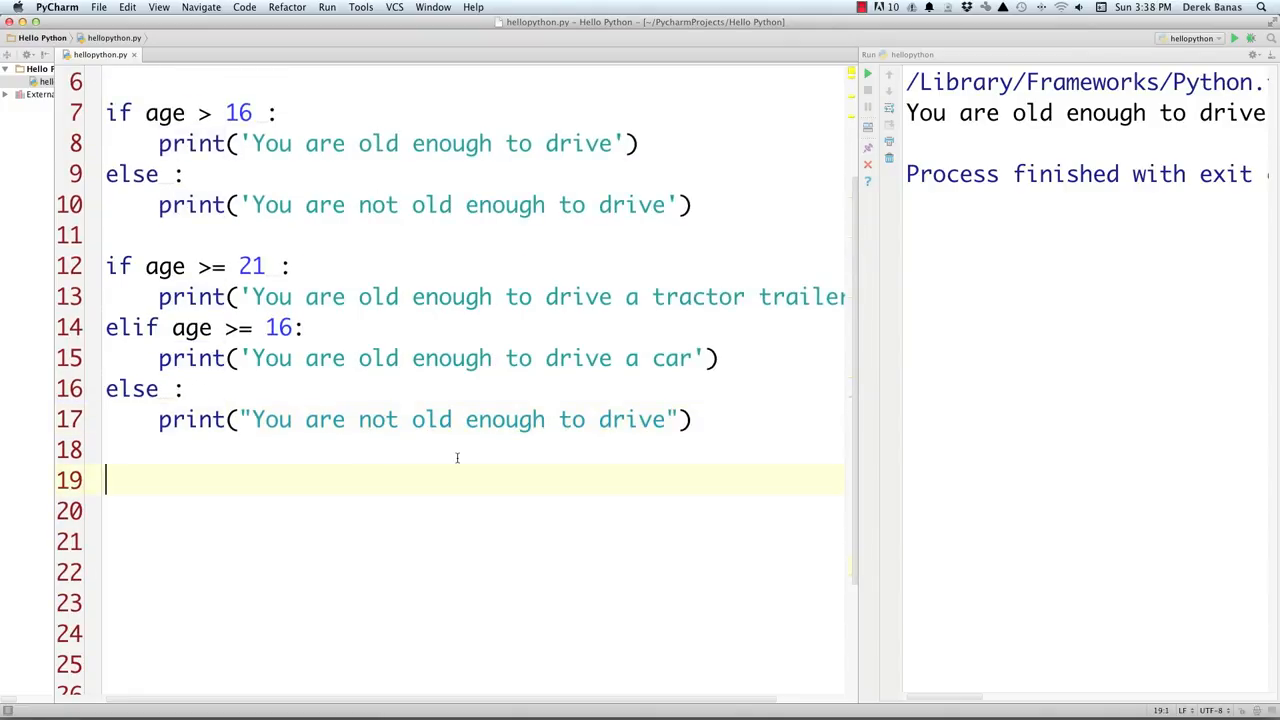 PyCharm File Edit View Navigate Code Refactor Run Tools VCS Window Help 10 Sun 3:38 PM Derek Banas
hellopython.py – Hello Python – [~/PycharmProjects/Hello Python]
Hello Python hellopython.py hellopython
hellopython.py × Run hellopython
Hello P
hell
Extern
6
7 if age > 16 :
8 print('You are old enough to drive')
9 else :
10 print('You are not old enough to drive')
11
12 if age >= 21 :
13 print('You are old enough to drive a tractor trailer
14 elif age >= 16:
15 print('You are old enough to drive a car')
16 else :
17 print("You are not old enough to drive")
18
19
20
21
22
23
24
25
26
/Library/Frameworks/Python.
You are old enough to drive
Process finished with exit
19:1 LF UTF-8